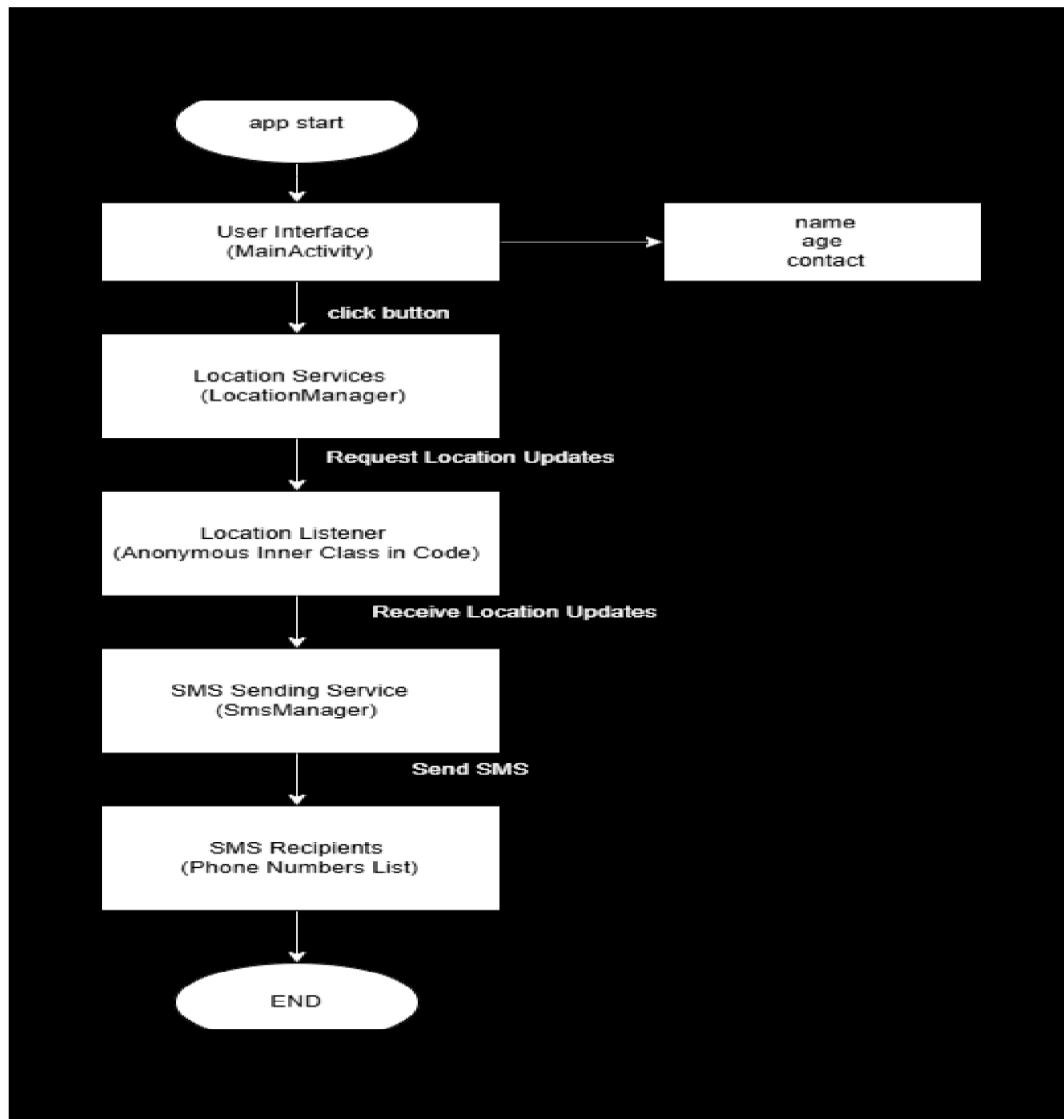 app start
User Interface
(MainActivity)
name
age
contact
click button
Location Services
(LocationManager)
Request Location Updates
Location Listener
(Anonymous Inner Class in Code)
Receive Location Updates
SMS Sending Service
(SmsManager)
Send SMS
SMS Recipients
(Phone Numbers List)
END